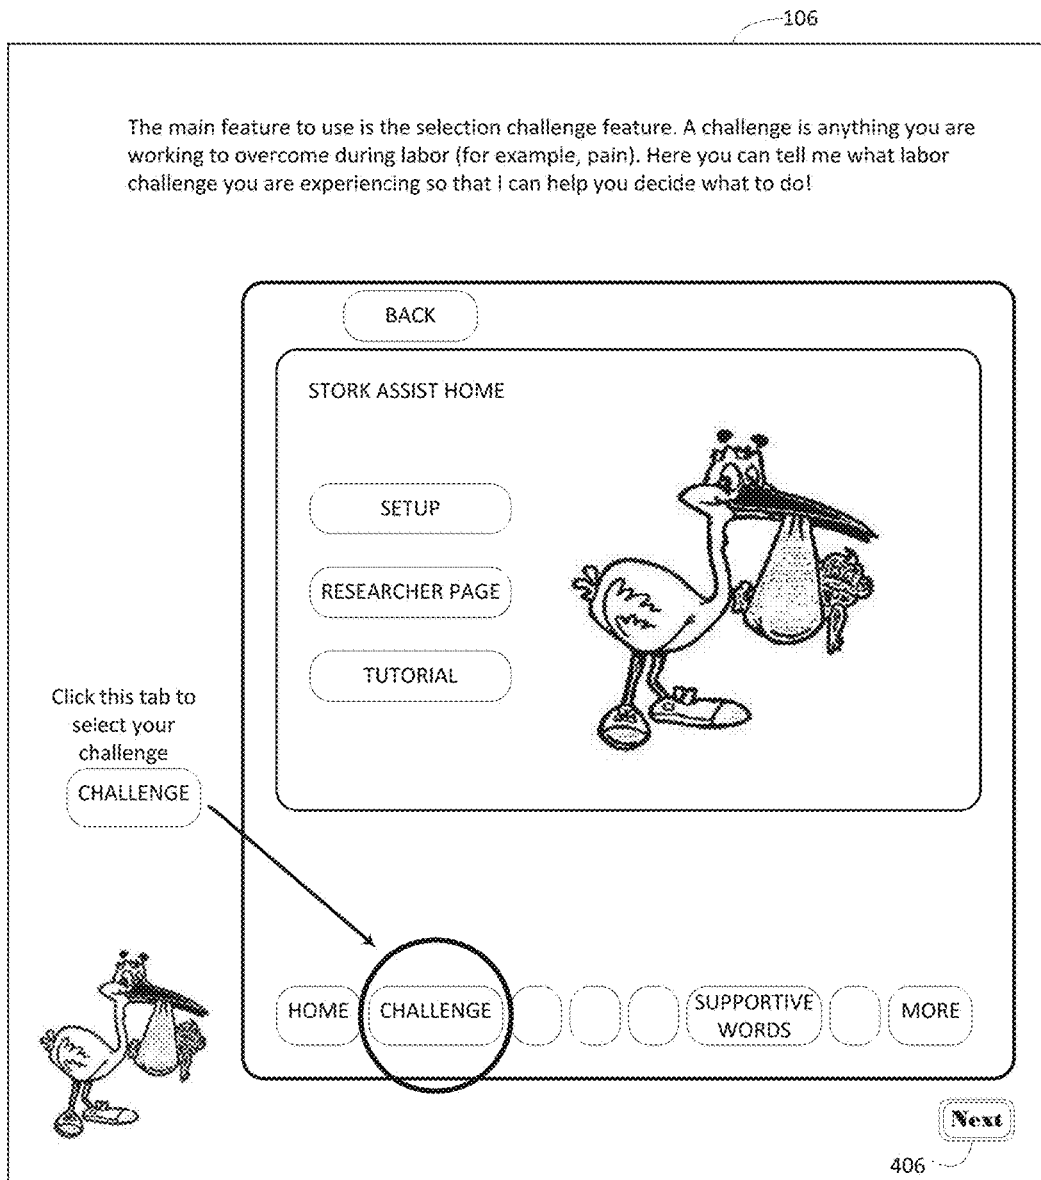 106
The main feature to use is the selection challenge feature. A challenge is anything you are
working to overcome during labor (for example, pain). Here you can tell me what labor
challenge you are experiencing so that I can help you decide what to do!
BACK
STORK ASSIST HOME
SETUP
RESEARCHER PAGE
TUTORIAL
Click this tab to
select your
challenge
CHALLENGE
HOME
CHALLENGE
SUPPORTIVE
WORDS
MORE
Next
406